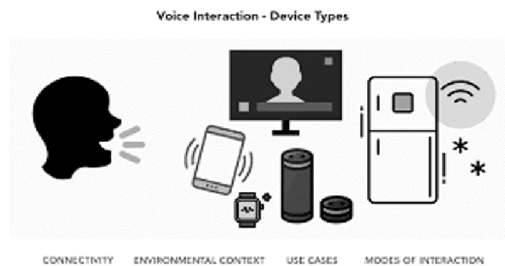 Voice Interaction - Device Types
CONNECTIVITY ENVIRONMENTAL CONTEXT USE CASES MODES OF INTERACTION